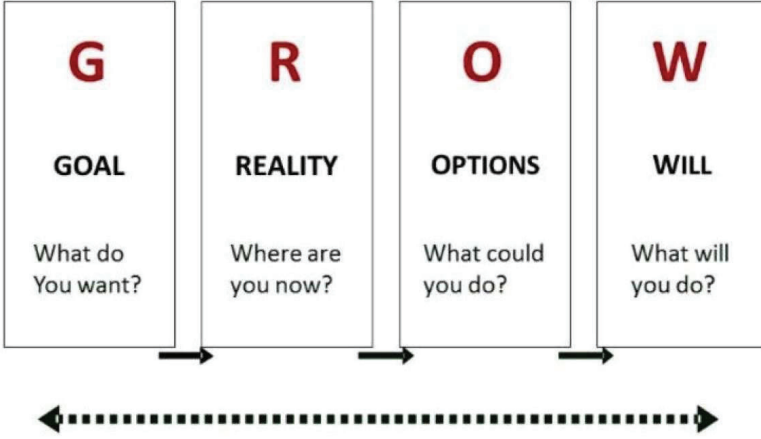 G
GOAL
What do
You want?
R
REALITY
Where are
you now?
O
OPTIONS
What could
you do?
W
WILL
What will
you do?